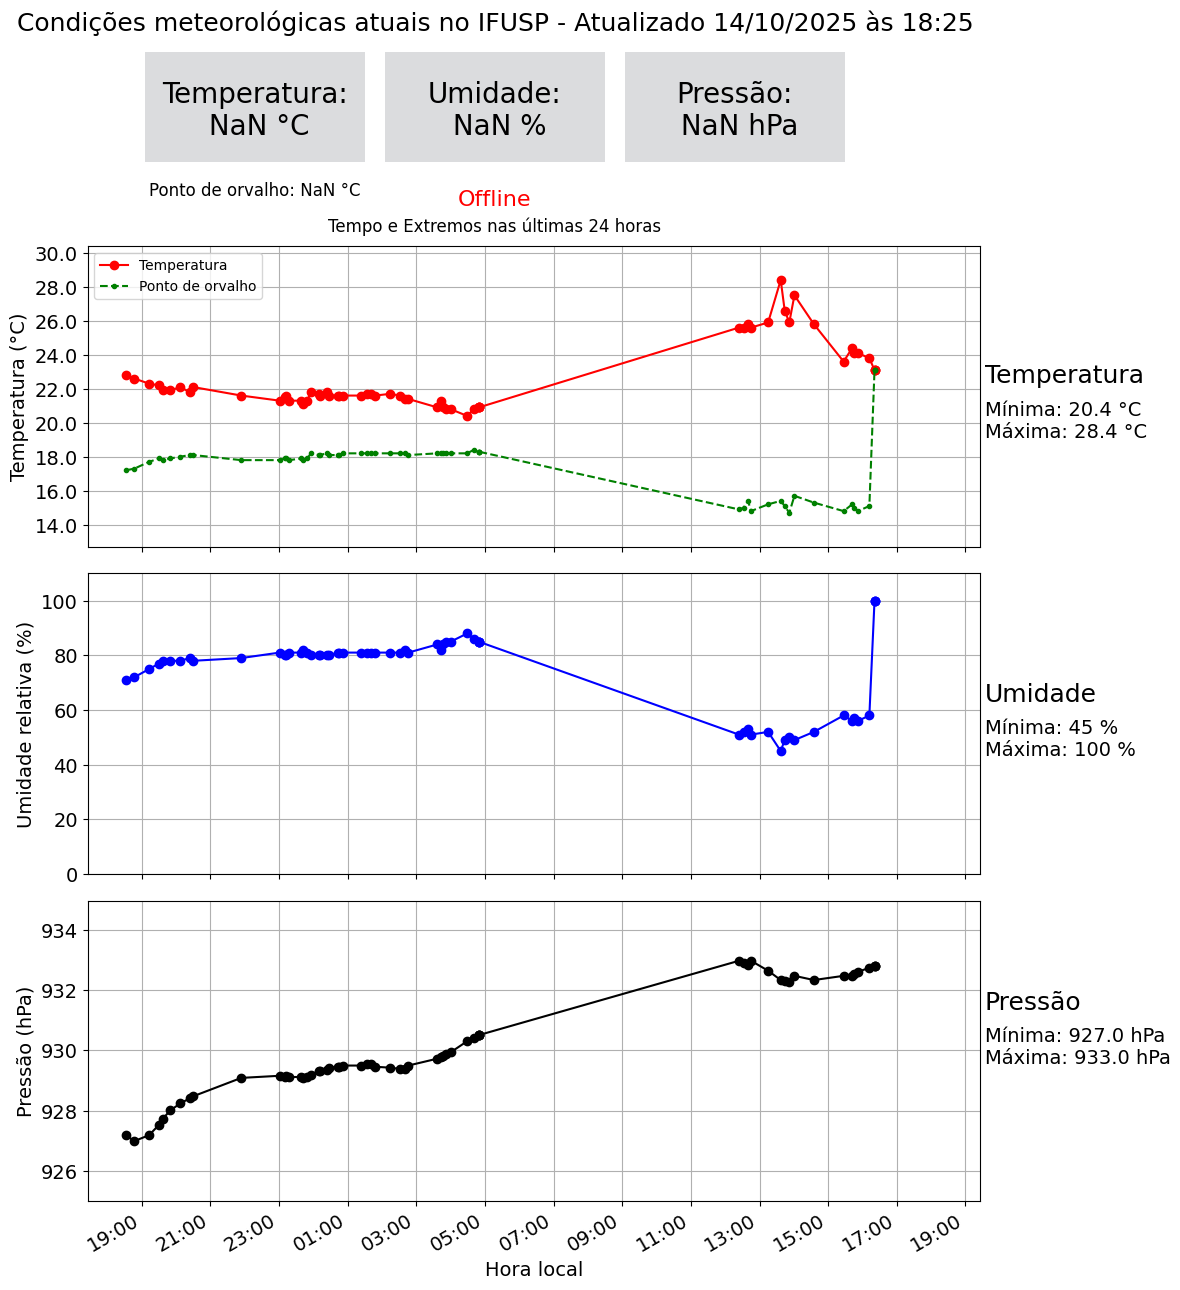 Condições meteorológicas atuais no IFUSP - Atualizado 14/10/2025 às 18:25
Temperatura:
NaN °C
Umidade:
NaN %
Pressão:
NaN hPa
Ponto de orvalho: NaN °C
Offline
Tempo e Extremos nas últimas 24 horas
30.0
28.0
26.0
24.0
22.0
20.0
18.0
16.0
14.0
Temperatura (°C)
Temperatura
Ponto de orvalho
Temperatura
Mínima: 20.4 °C
Máxima: 28.4 °C
100
80
60
40
20
0
Umidade relativa (%)
Umidade
Mínima: 45 %
Máxima: 100 %
934
932
930
928
926
Pressão (hPa)
Pressão
Mínima: 927.0 hPa
Máxima: 933.0 hPa
19:00
21:00
23:00
01:00
03:00
05:00
07:00
09:00
11:00
13:00
15:00
17:00
19:00
Hora local